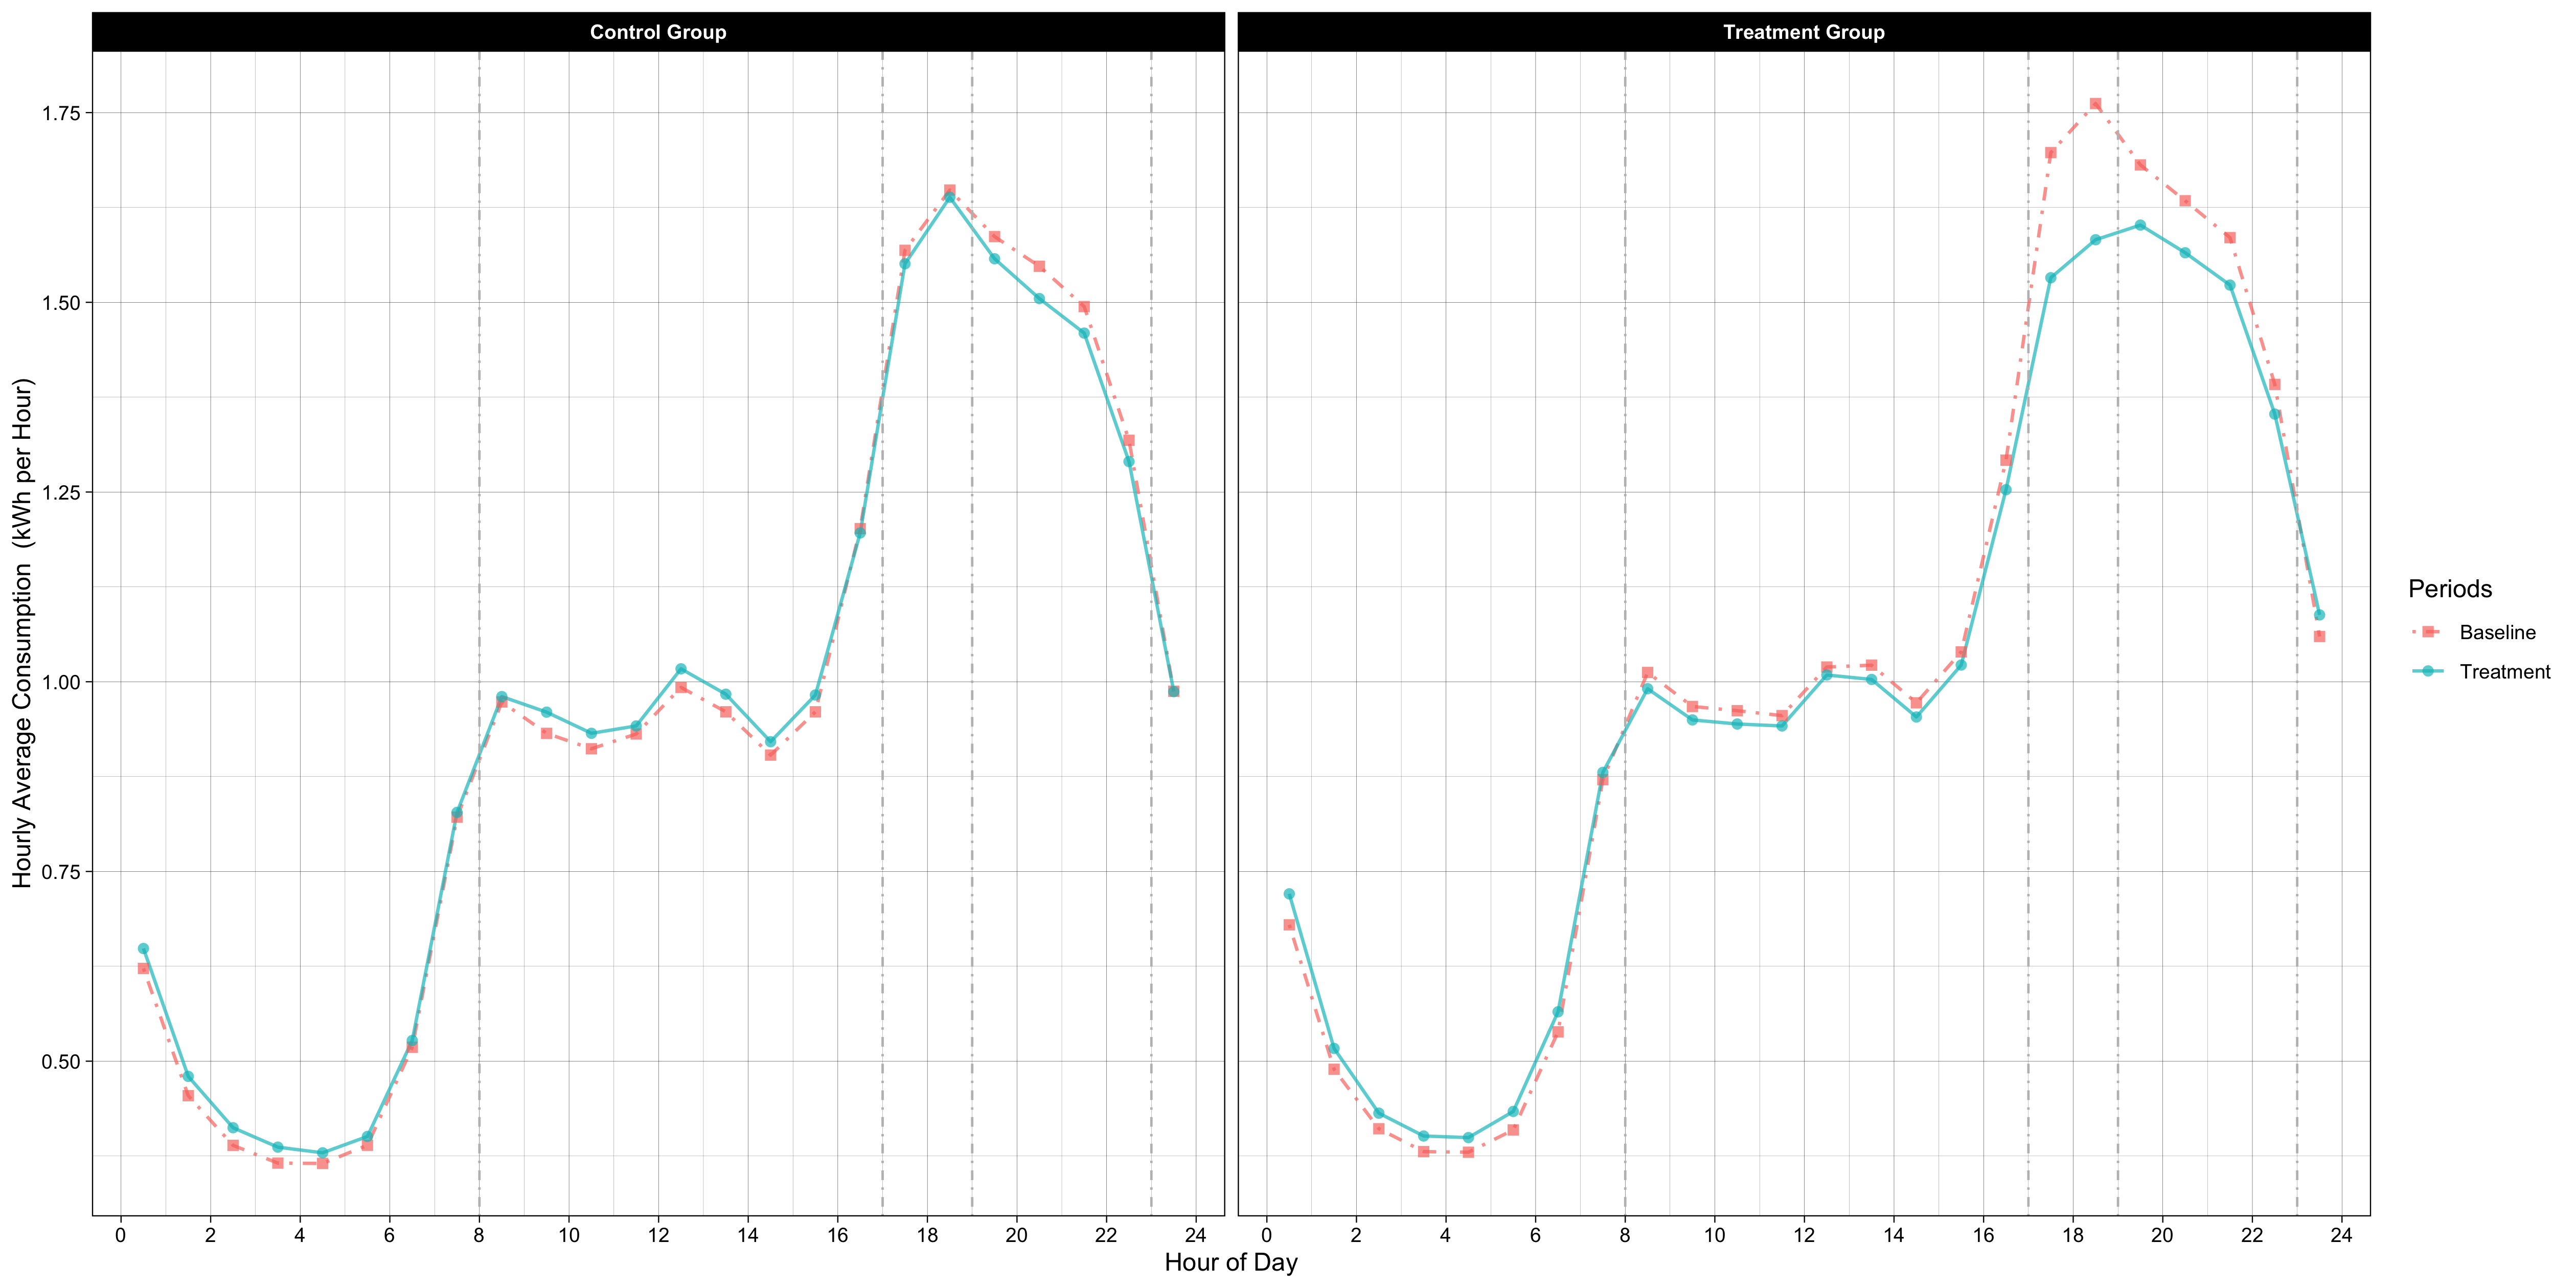 Control Group
Treatment Group
Hourly Average Consumption  (kWh per Hour)
1.75
1.50
1.25
1.00
0.75
0.50
0 2 4 6 8 10 12 14 16 18 20 22 24
0 2 4 6 8 10 12 14 16 18 20 22 24
Hour of Day
Periods
Baseline
Treatment